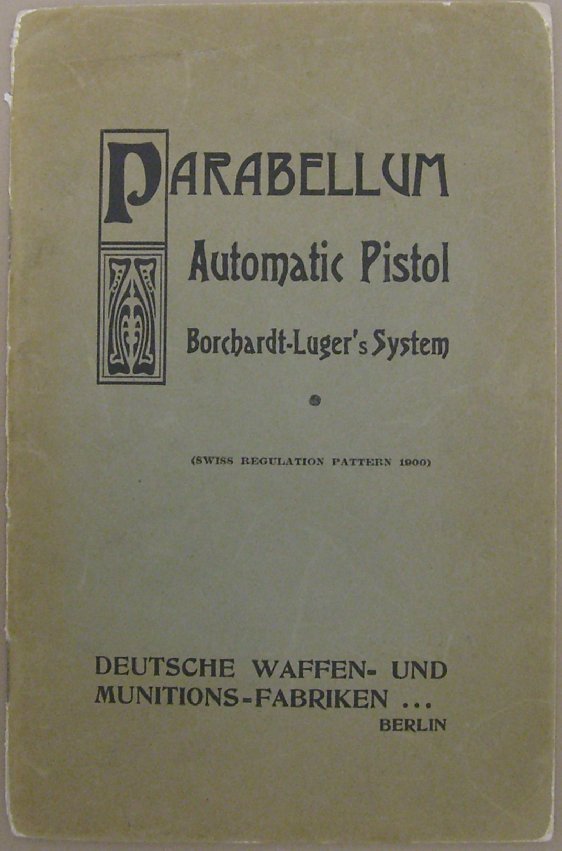 PARABELLUM
Automatic Pistol
Borchardt-Luger's System
(SWISS REGULATION PATTERN 1900)
DEUTSCHE WAFFEN- UND
MUNITIONS-FABRIKEN ...
BERLIN